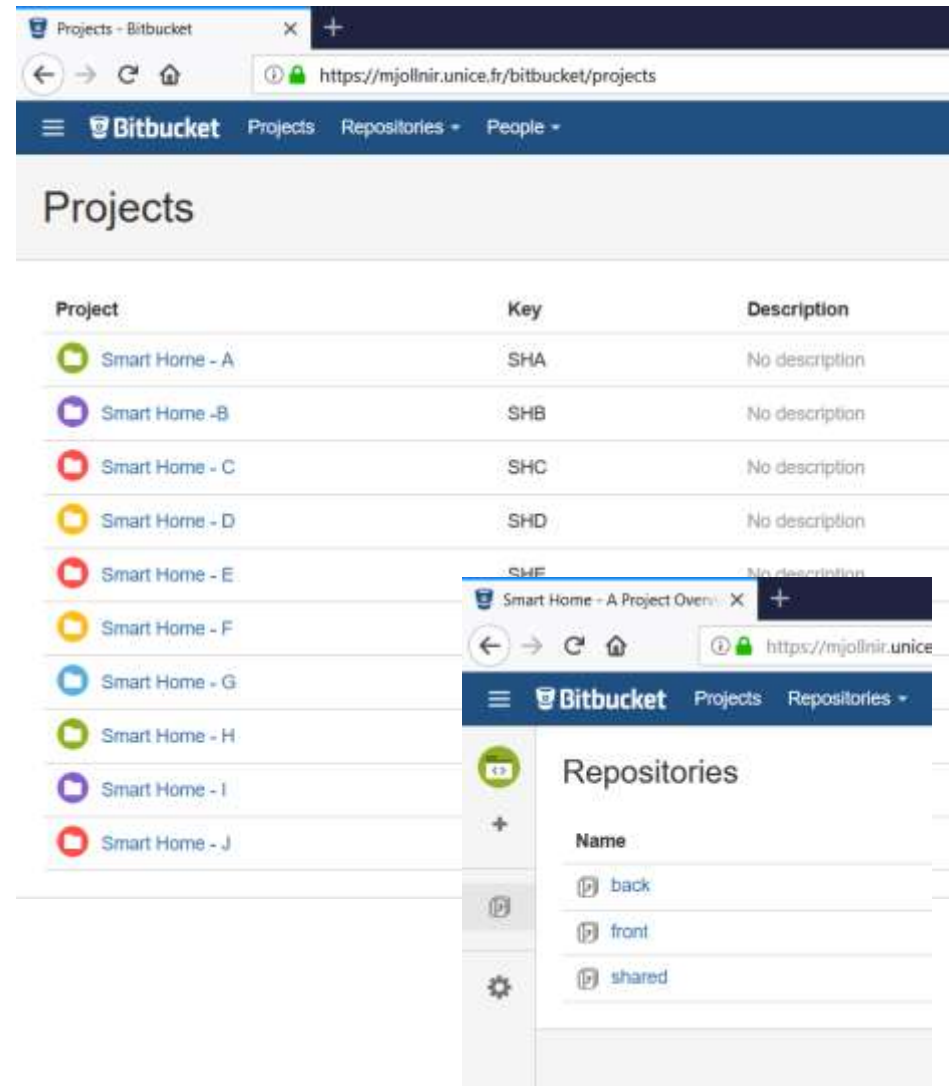 Projects - Bitbucket
https://mjollnir.unice.fr/bitbucket/projects
Bitbucket Projects Repositories People
Projects
Project Key Description
Smart Home - A SHA No description
Smart Home -B SHB No description
Smart Home - C SHC No description
Smart Home - D SHD No description
Smart Home - E SHE No description
Smart Home - F
Smart Home - G
Smart Home - H
Smart Home - I
Smart Home - J
Smart Home - A Project Overv
https://mjollnir.unice
Bitbucket Projects Repositories
Repositories
Name
back
front
shared